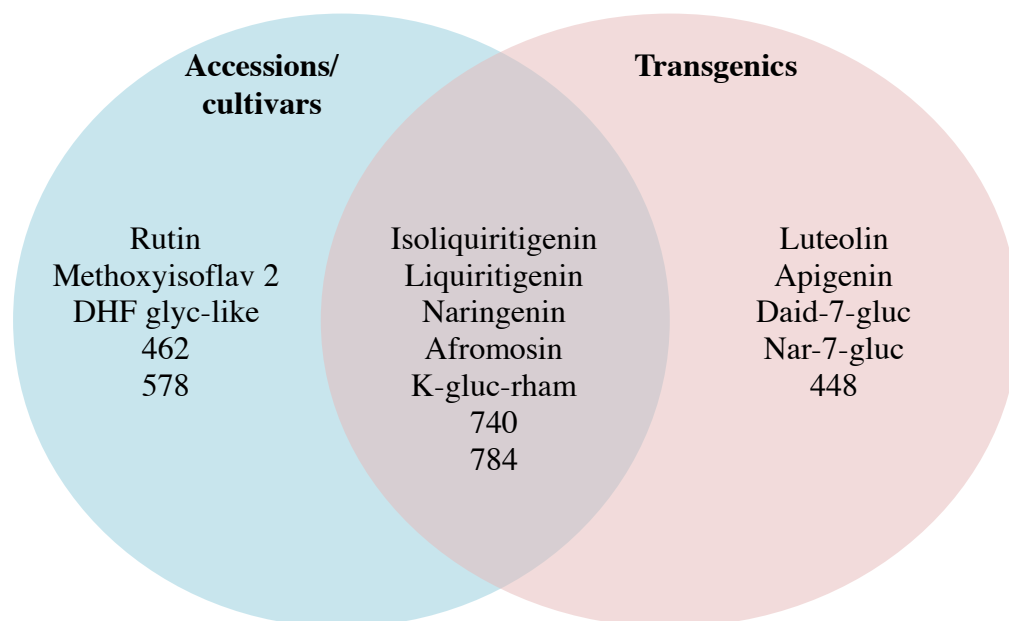 Accessions/
cultivars
Transgenics
Rutin
Methoxyisoflav 2
DHF glyc-like
462
578
Isoliquiritigenin
Liquiritigenin
Naringenin
Afromosin
K-gluc-rham
740
784
Luteolin
Apigenin
Daid-7-gluc
Nar-7-gluc
448